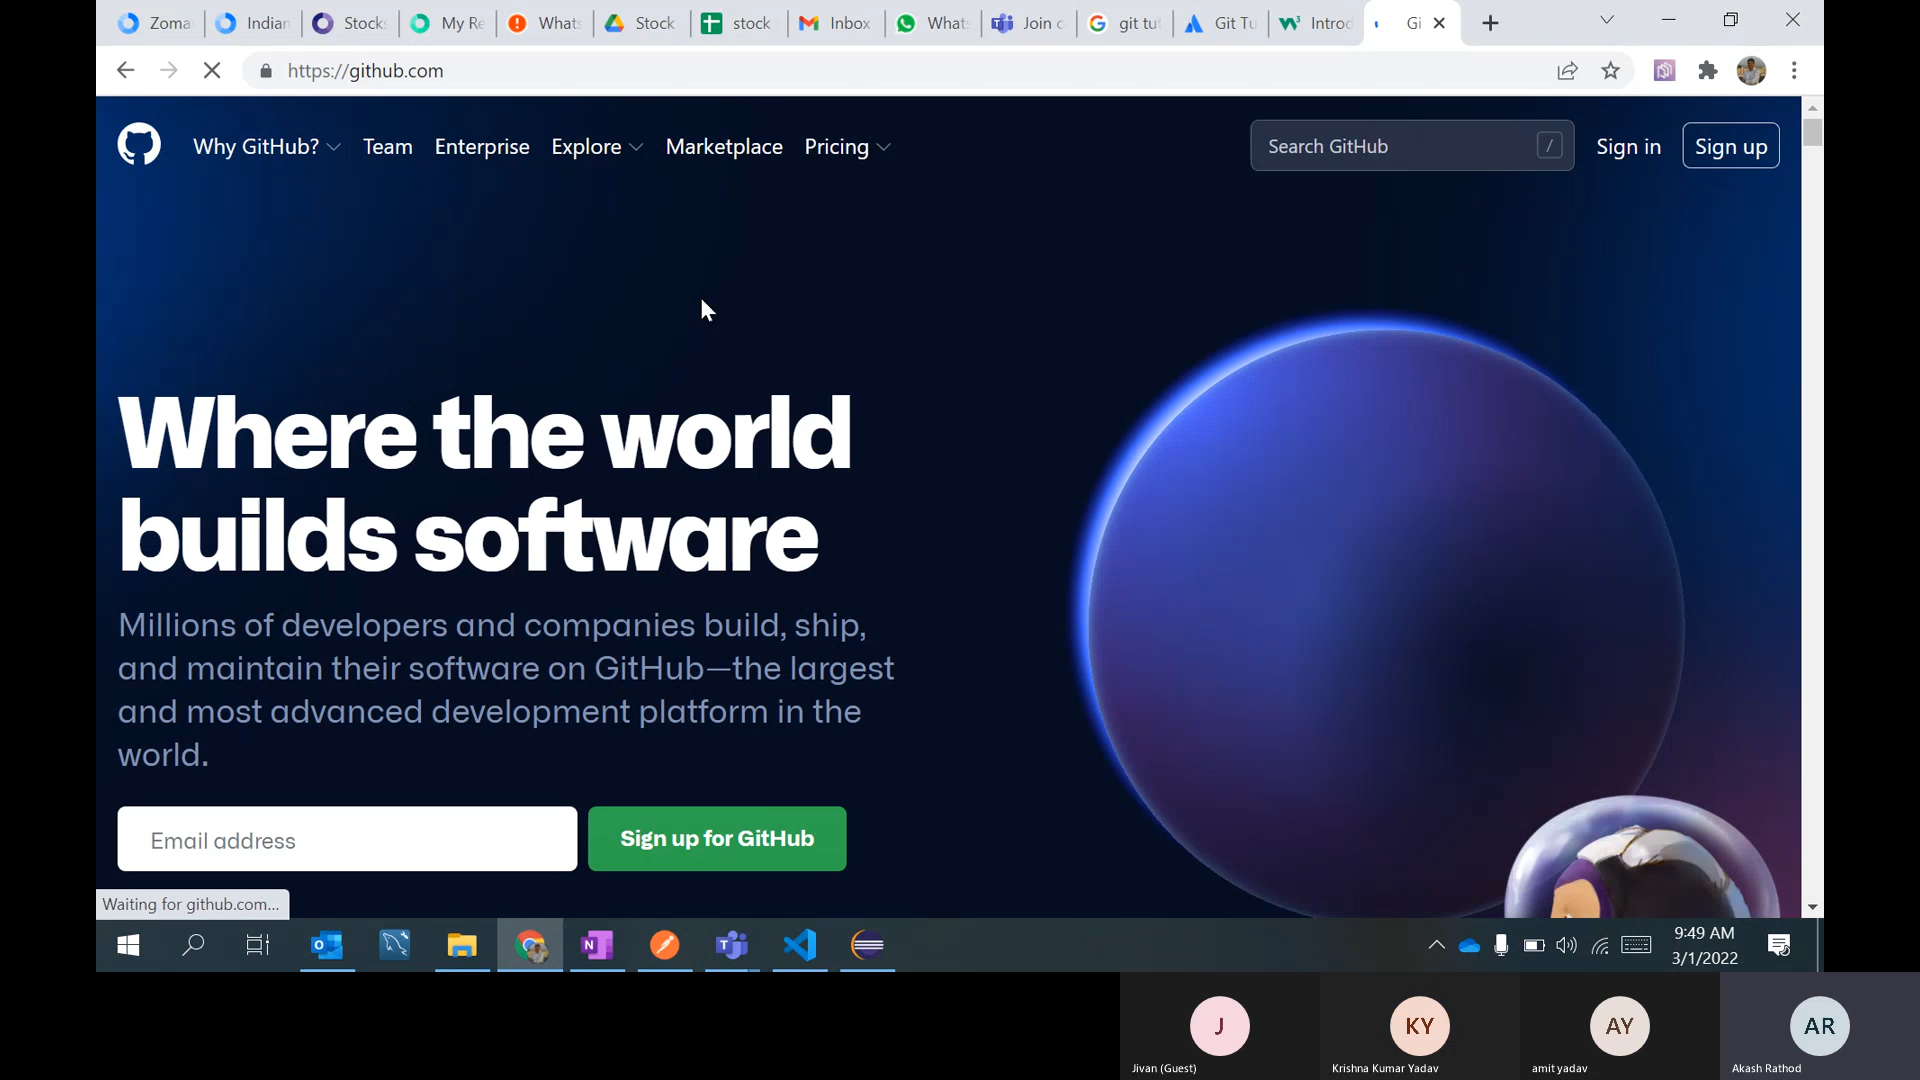 Zoma
Indian
Stocks
My Re
Whats
Stock
stock
Inbox
Whats
Join c
git tut
Git Tu
Introd
Gi
https://github.com
Why GitHub?
Team
Enterprise
Explore
Marketplace
Pricing
Search GitHub
/
Sign in
Sign up
Where the world
builds software
Millions of developers and companies build, ship,
and maintain their software on GitHub—the largest
and most advanced development platform in the
world.
Email address
Sign up for GitHub
Waiting for github.com...
9:49 AM
3/1/2022
J
KY
AY
AR
Jivan (Guest)
Krishna Kumar Yadav
amit yadav
Akash Rathod